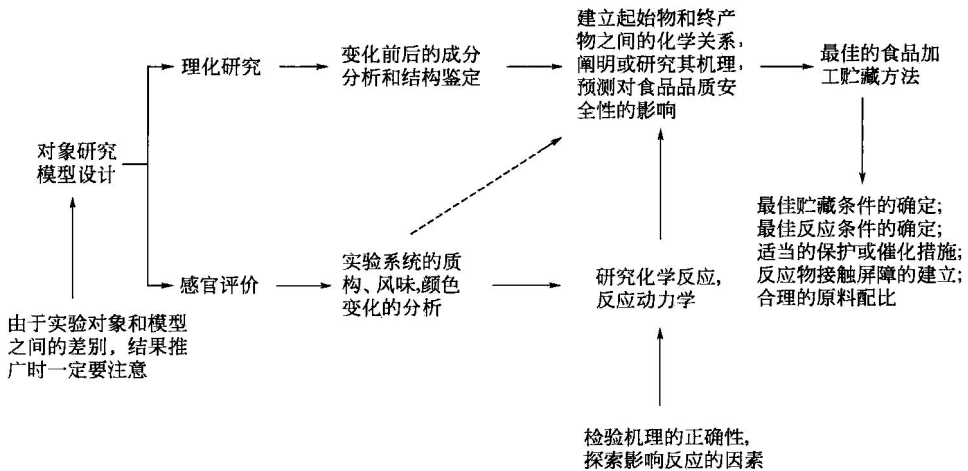 建立起始物和终产
物之间的化学关系，
阐明或研究其机理，
预测对食品品质安
全性的影响
理化研究
变化前后的成分
分析和结构鉴定
最佳的食品加
工贮藏方法
对象研究
模型设计
最佳贮藏条件的确定；
最佳反应条件的确定；
适当的保护或催化措施；
反应物接触屏障的建立；
合理的原料配比
感官评价
实验系统的质
构、风味,颜色
变化的分析
研究化学反应，
反应动力学
由于实验对象和模型
之间的差别，结果推
广时一定要注意
检验机理的正确性，
探索影响反应的因素